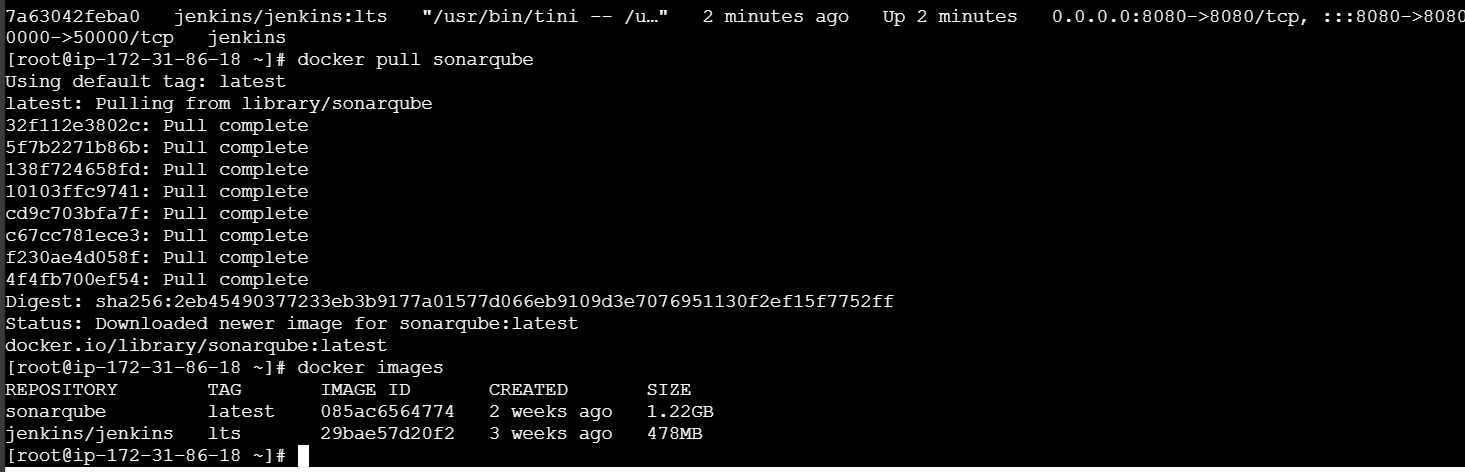 7a63042feba0   jenkins/jenkins:lts   "/usr/bin/tini -- /u…"   2 minutes ago   Up 2 minutes   0.0.0.0:8080->8080/tcp, :::8080->8080
0000->50000/tcp   jenkins
[root@ip-172-31-86-18 ~]# docker pull sonarqube
Using default tag: latest
latest: Pulling from library/sonarqube
32f112e3802c: Pull complete
5f7b2271b86b: Pull complete
138f724658fd: Pull complete
10103ffc9741: Pull complete
cd9c703bfa7f: Pull complete
c67cc781ece3: Pull complete
f230ae4d058f: Pull complete
4f4fb700ef54: Pull complete
Digest: sha256:2eb45490377233eb3b9177a01577d066eb9109d3e7076951130f2ef15f7752ff
Status: Downloaded newer image for sonarqube:latest
docker.io/library/sonarqube:latest
[root@ip-172-31-86-18 ~]# docker images
REPOSITORY        TAG       IMAGE ID       CREATED       SIZE
sonarqube         latest    085ac6564774   2 weeks ago   1.22GB
jenkins/jenkins   lts       29bae57d20f2   3 weeks ago   478MB
[root@ip-172-31-86-18 ~]#